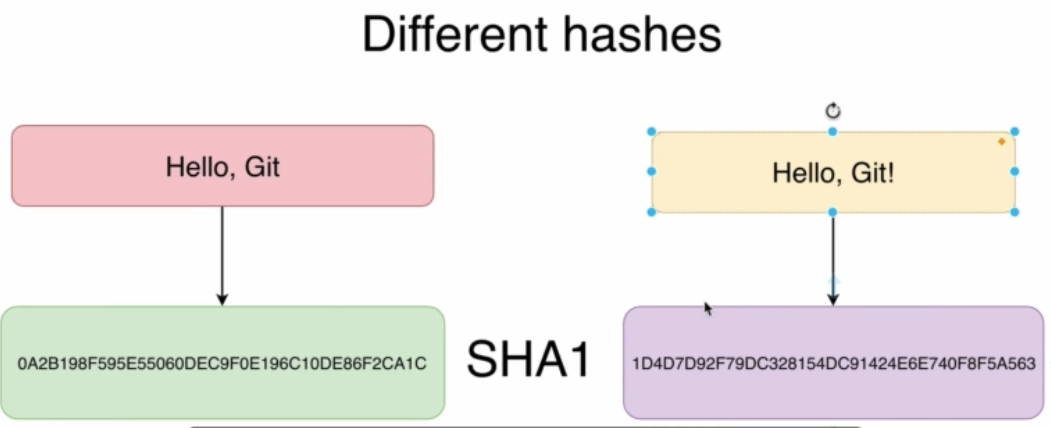 Different hashes
Hello, Git
Hello, Git!
0A2B198F595E55060DEC9F0E196C10DE86F2CA1C
SHA1
1D4D7D92F79DC328154DC91424E6E740F8F5A563